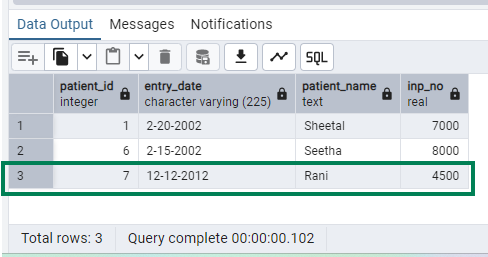 Data Output Messages Notifications
SQL
patient_id entry_date patient_name inp_no
integer character varying (225) text real
1 1 2-20-2002 Sheetal 7000
2 6 2-15-2002 Seetha 8000
3 7 12-12-2012 Rani 4500
Total rows: 3 Query complete 00:00:00.102